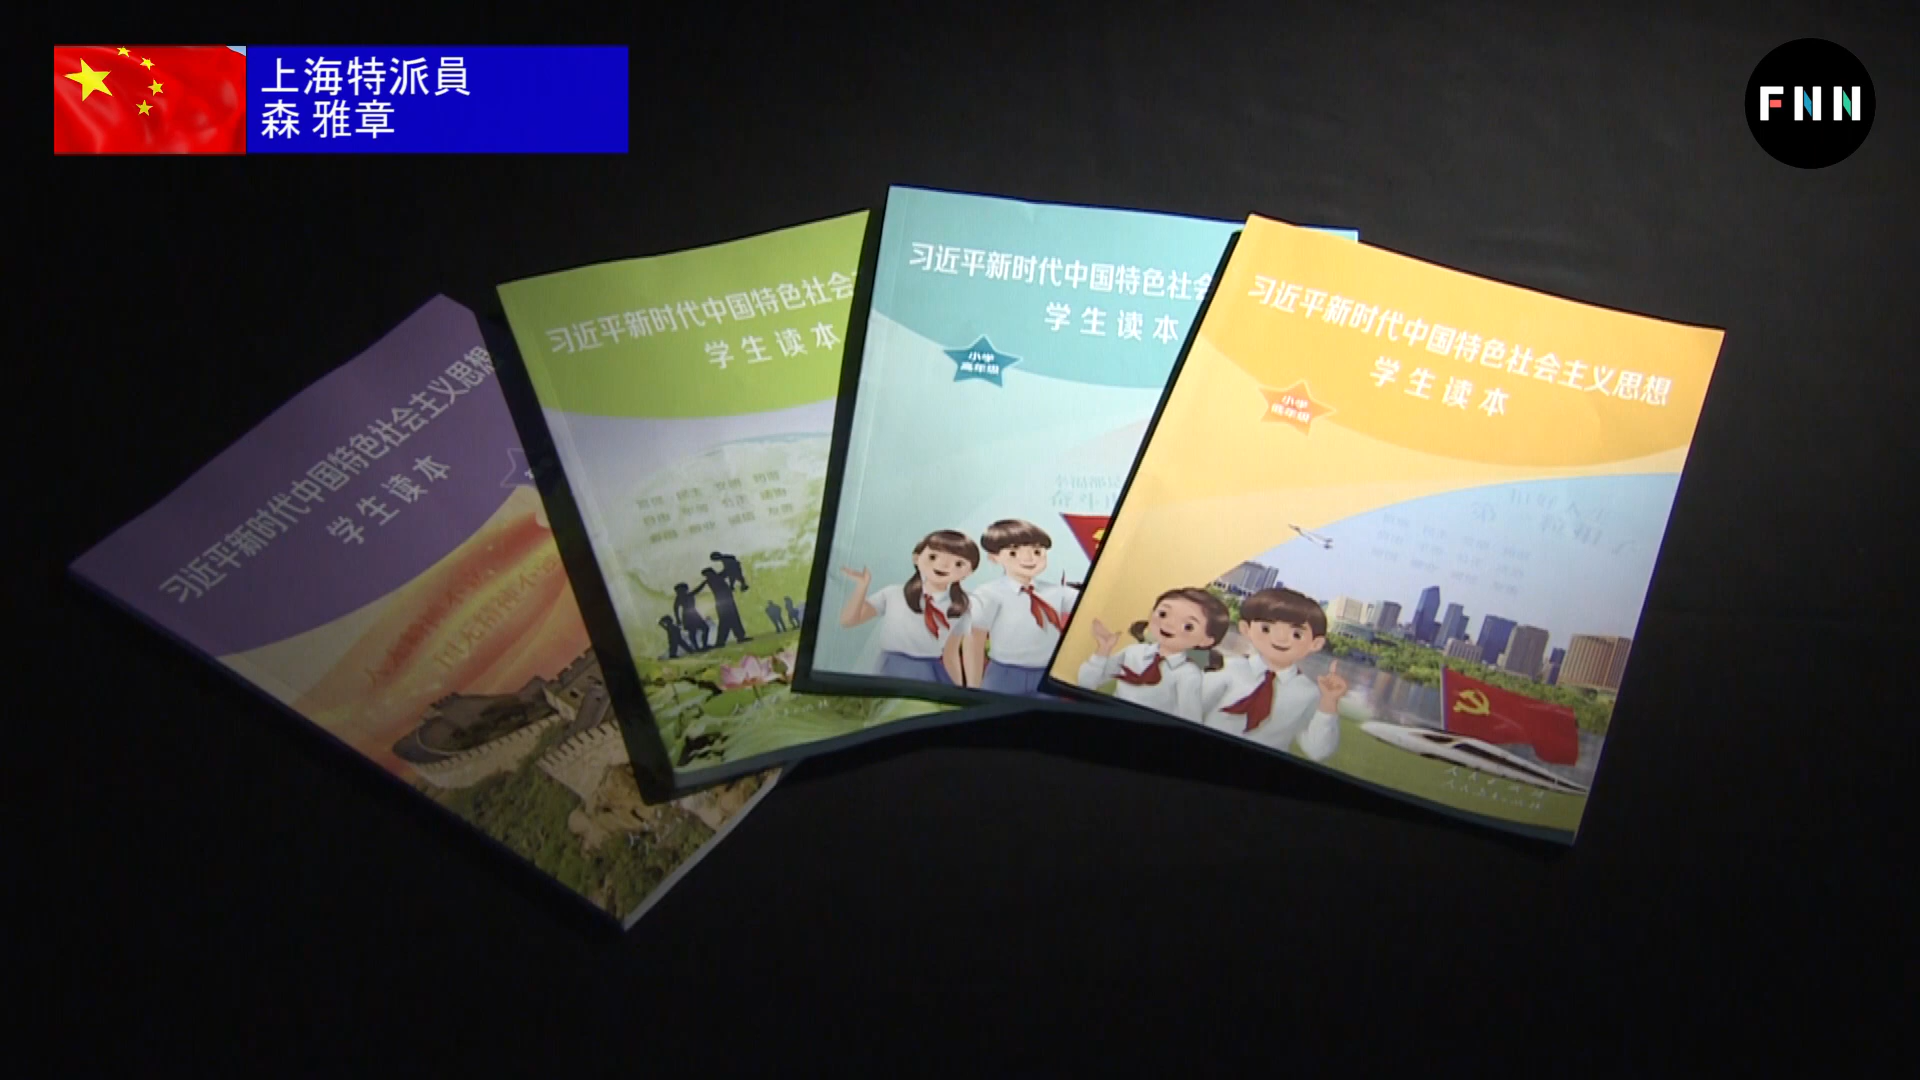 上海特派員
森 雅章
FNN
习近平新时代中国特色社会主义思想
学生读本
习近平新时代中国特色社会
学生读本
习近平新时代中国特色社会
学生读本
小学
高年级
习近平新时代中国特色社会主义思想
学生读本
小学
低年级